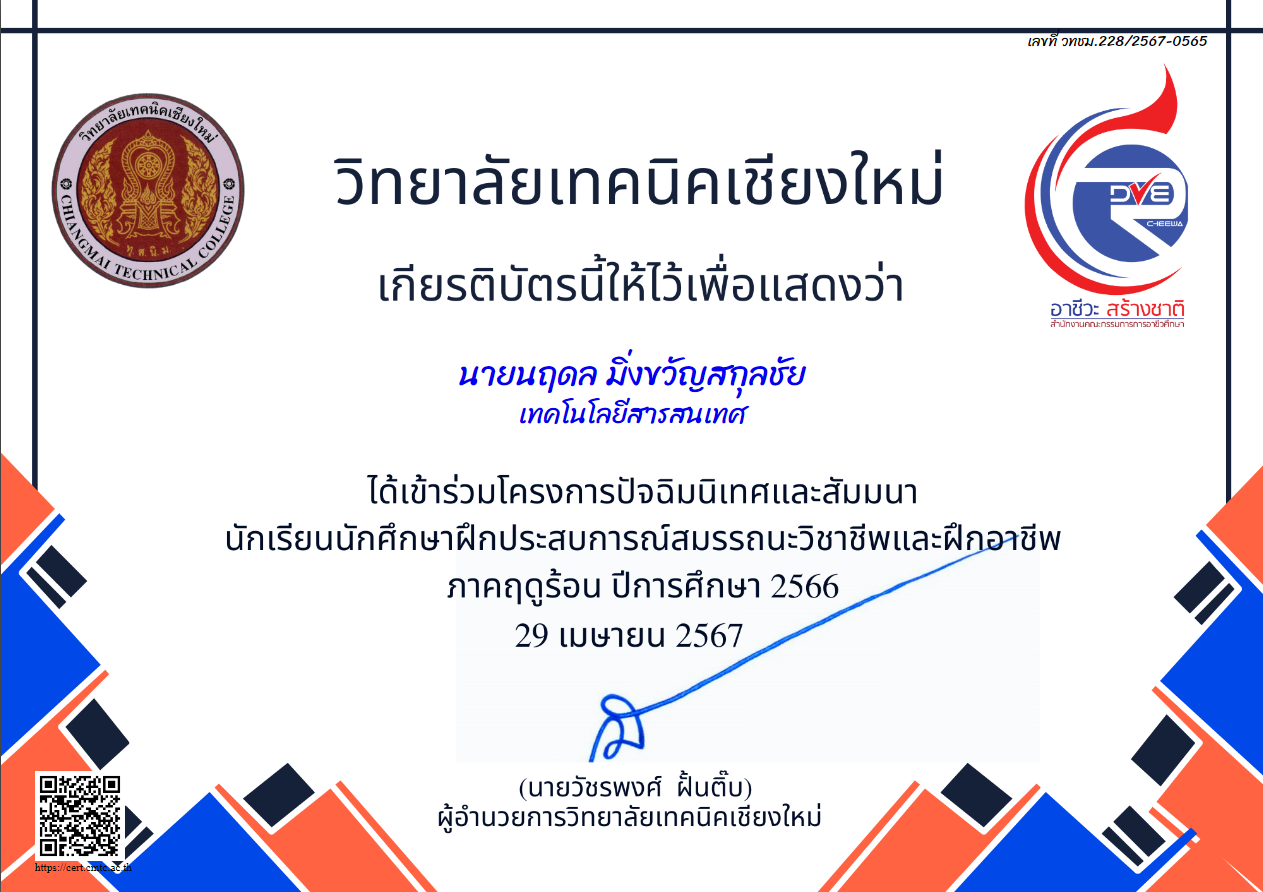 เลขที่ วทชม.228/2567-0565
วิทยาลัยเทคนิคเชียงใหม่
CHIANGMAI TECHNICAL COLLEGE
ทุ. ส. นิ. ม
DVE
CHEEWA
อาชีวะ สร้างชาติ
สำนักงานคณะกรรมการการอาชีวศึกษา
วิทยาลัยเทคนิคเชียงใหม่
เกียรติบัตรนี้ให้ไว้เพื่อแสดงว่า
นายนฤดล มิ่งขวัญสกุลชัย
เทคโนโลยีสารสนเทศ
ได้เข้าร่วมโครงการปัจฉิมนิเทศและสัมมนา
นักเรียนนักศึกษาฝึกประสบการณ์สมรรถนะวิชาชีพและฝึกอาชีพ
ภาคฤดูร้อน ปีการศึกษา 2566
29 เมษายน 2567
(นายวัชรพงศ์ ฝั้นติ๊บ)
ผู้อำนวยการวิทยาลัยเทคนิคเชียงใหม่
https://cert.cmtc.ac.th